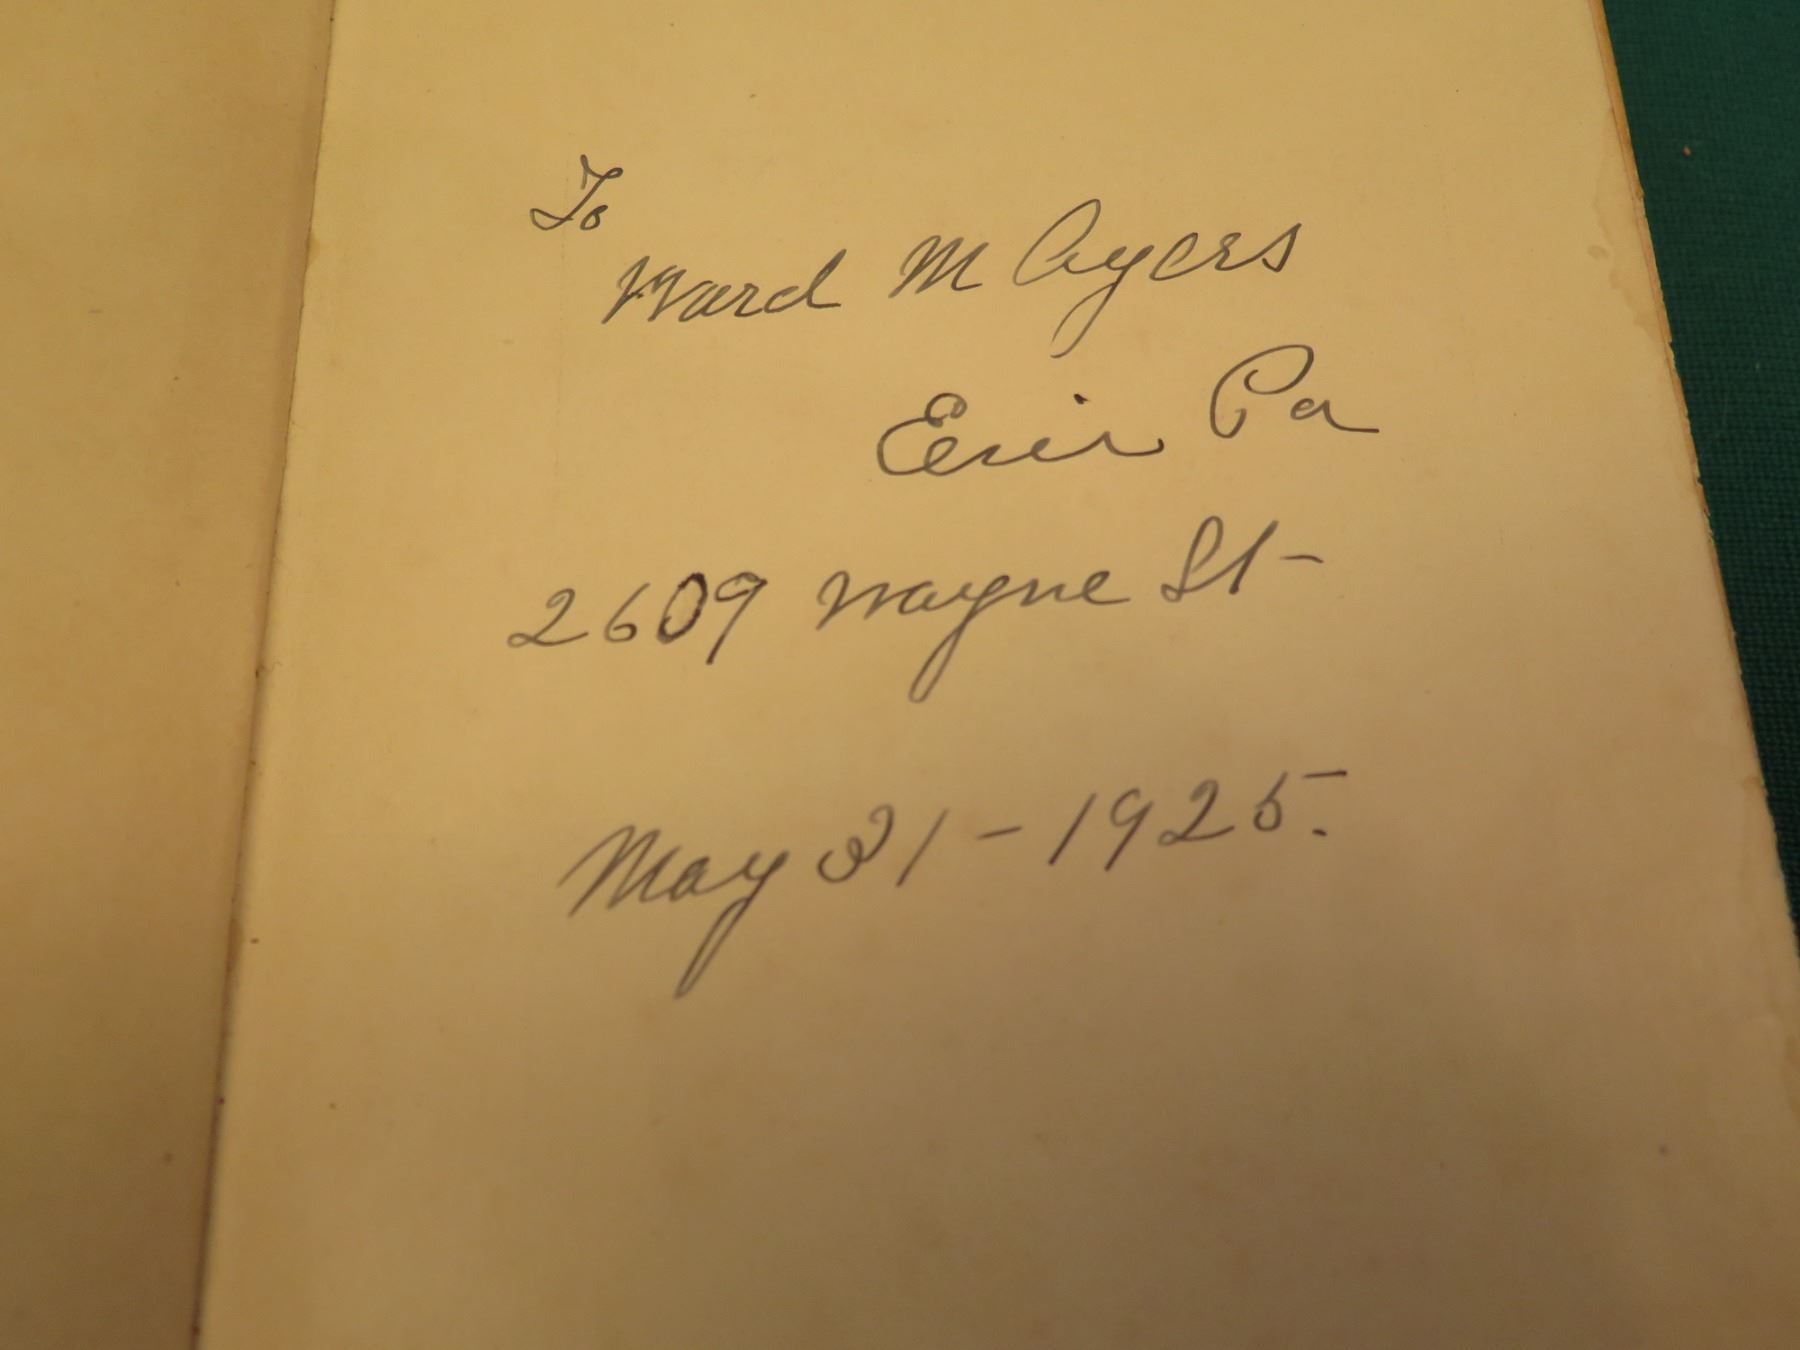 To
Ward M Ayers
Erie Pa
2609 Wayne St
May 31 - 1925.